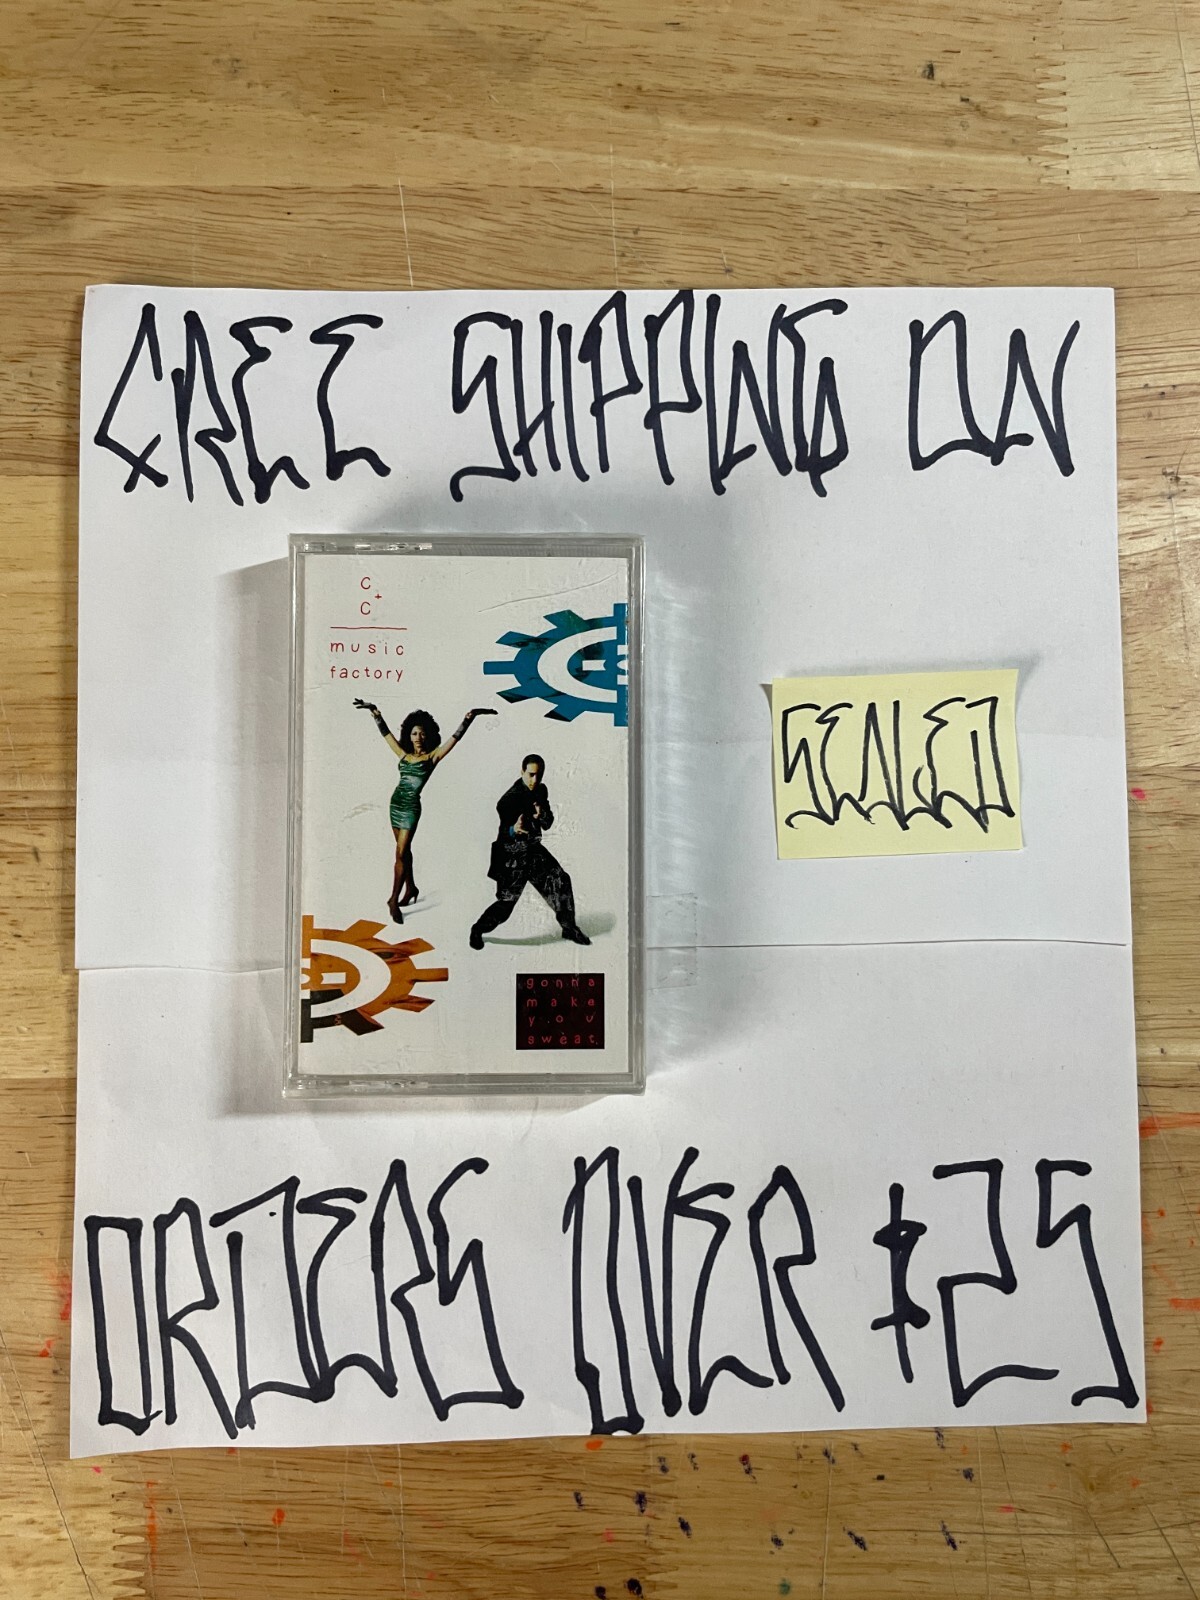 FREE SHIPPING ON
C
+
C
music
factory
SEALED
gonna
make
you
sweat.
ORDERS OVER $25